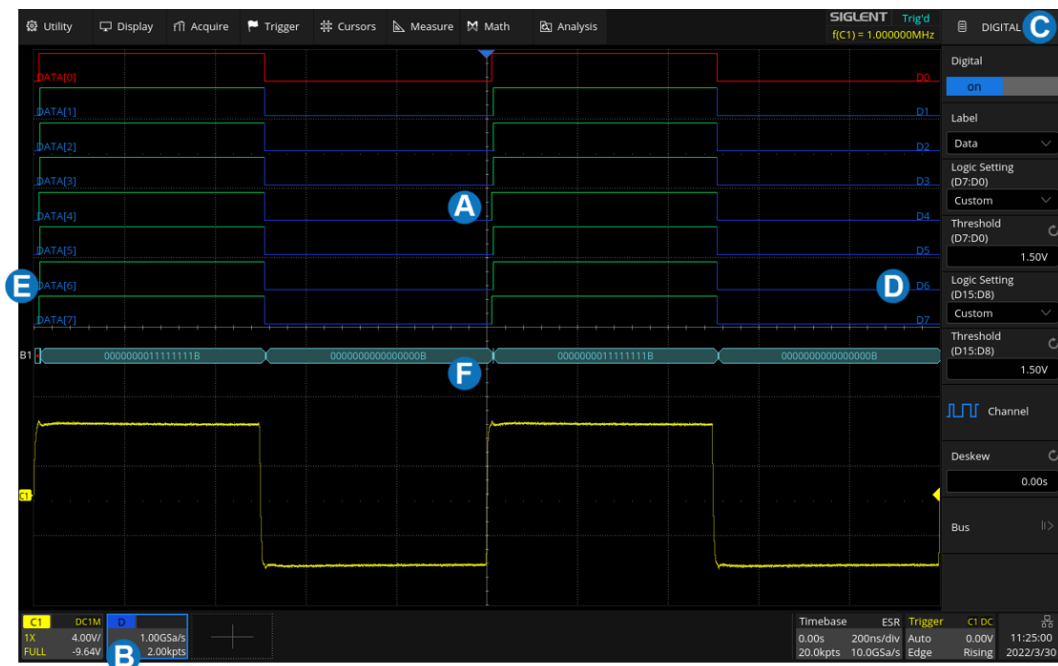 Utility Display Acquire Trigger Cursors Measure Math Analysis
SIGLENT Trig'd
f(C1) = 1.000000MHz
DIGITAL C
Digital
on
Label
Data
Logic Setting
(D7:D0)
Custom
Threshold
(D7:D0)
1.50V
Logic Setting
(D15:D8)
Custom
Threshold
(D15:D8)
1.50V
Channel
Deskew
0.00s
Bus
DATA[0] D0
DATA[1] D1
DATA[2] D2
DATA[3] D3
A
DATA[4] D4
DATA[5] D5
E DATA[6] D D6
DATA[7] D7
B1 0000000011111111B 0000000000000000B 0000000011111111B 0000000000000000B
F
C1
C1 DC1M
1X 4.00V/
FULL -9.64V
D
1.00GSa/s
2.00kpts
B
Timebase ESR
0.00s 200ns/div
20.0kpts 10.0GSa/s
Trigger C1 DC
Auto 0.00V
Edge Rising
11:25:00
2022/3/30